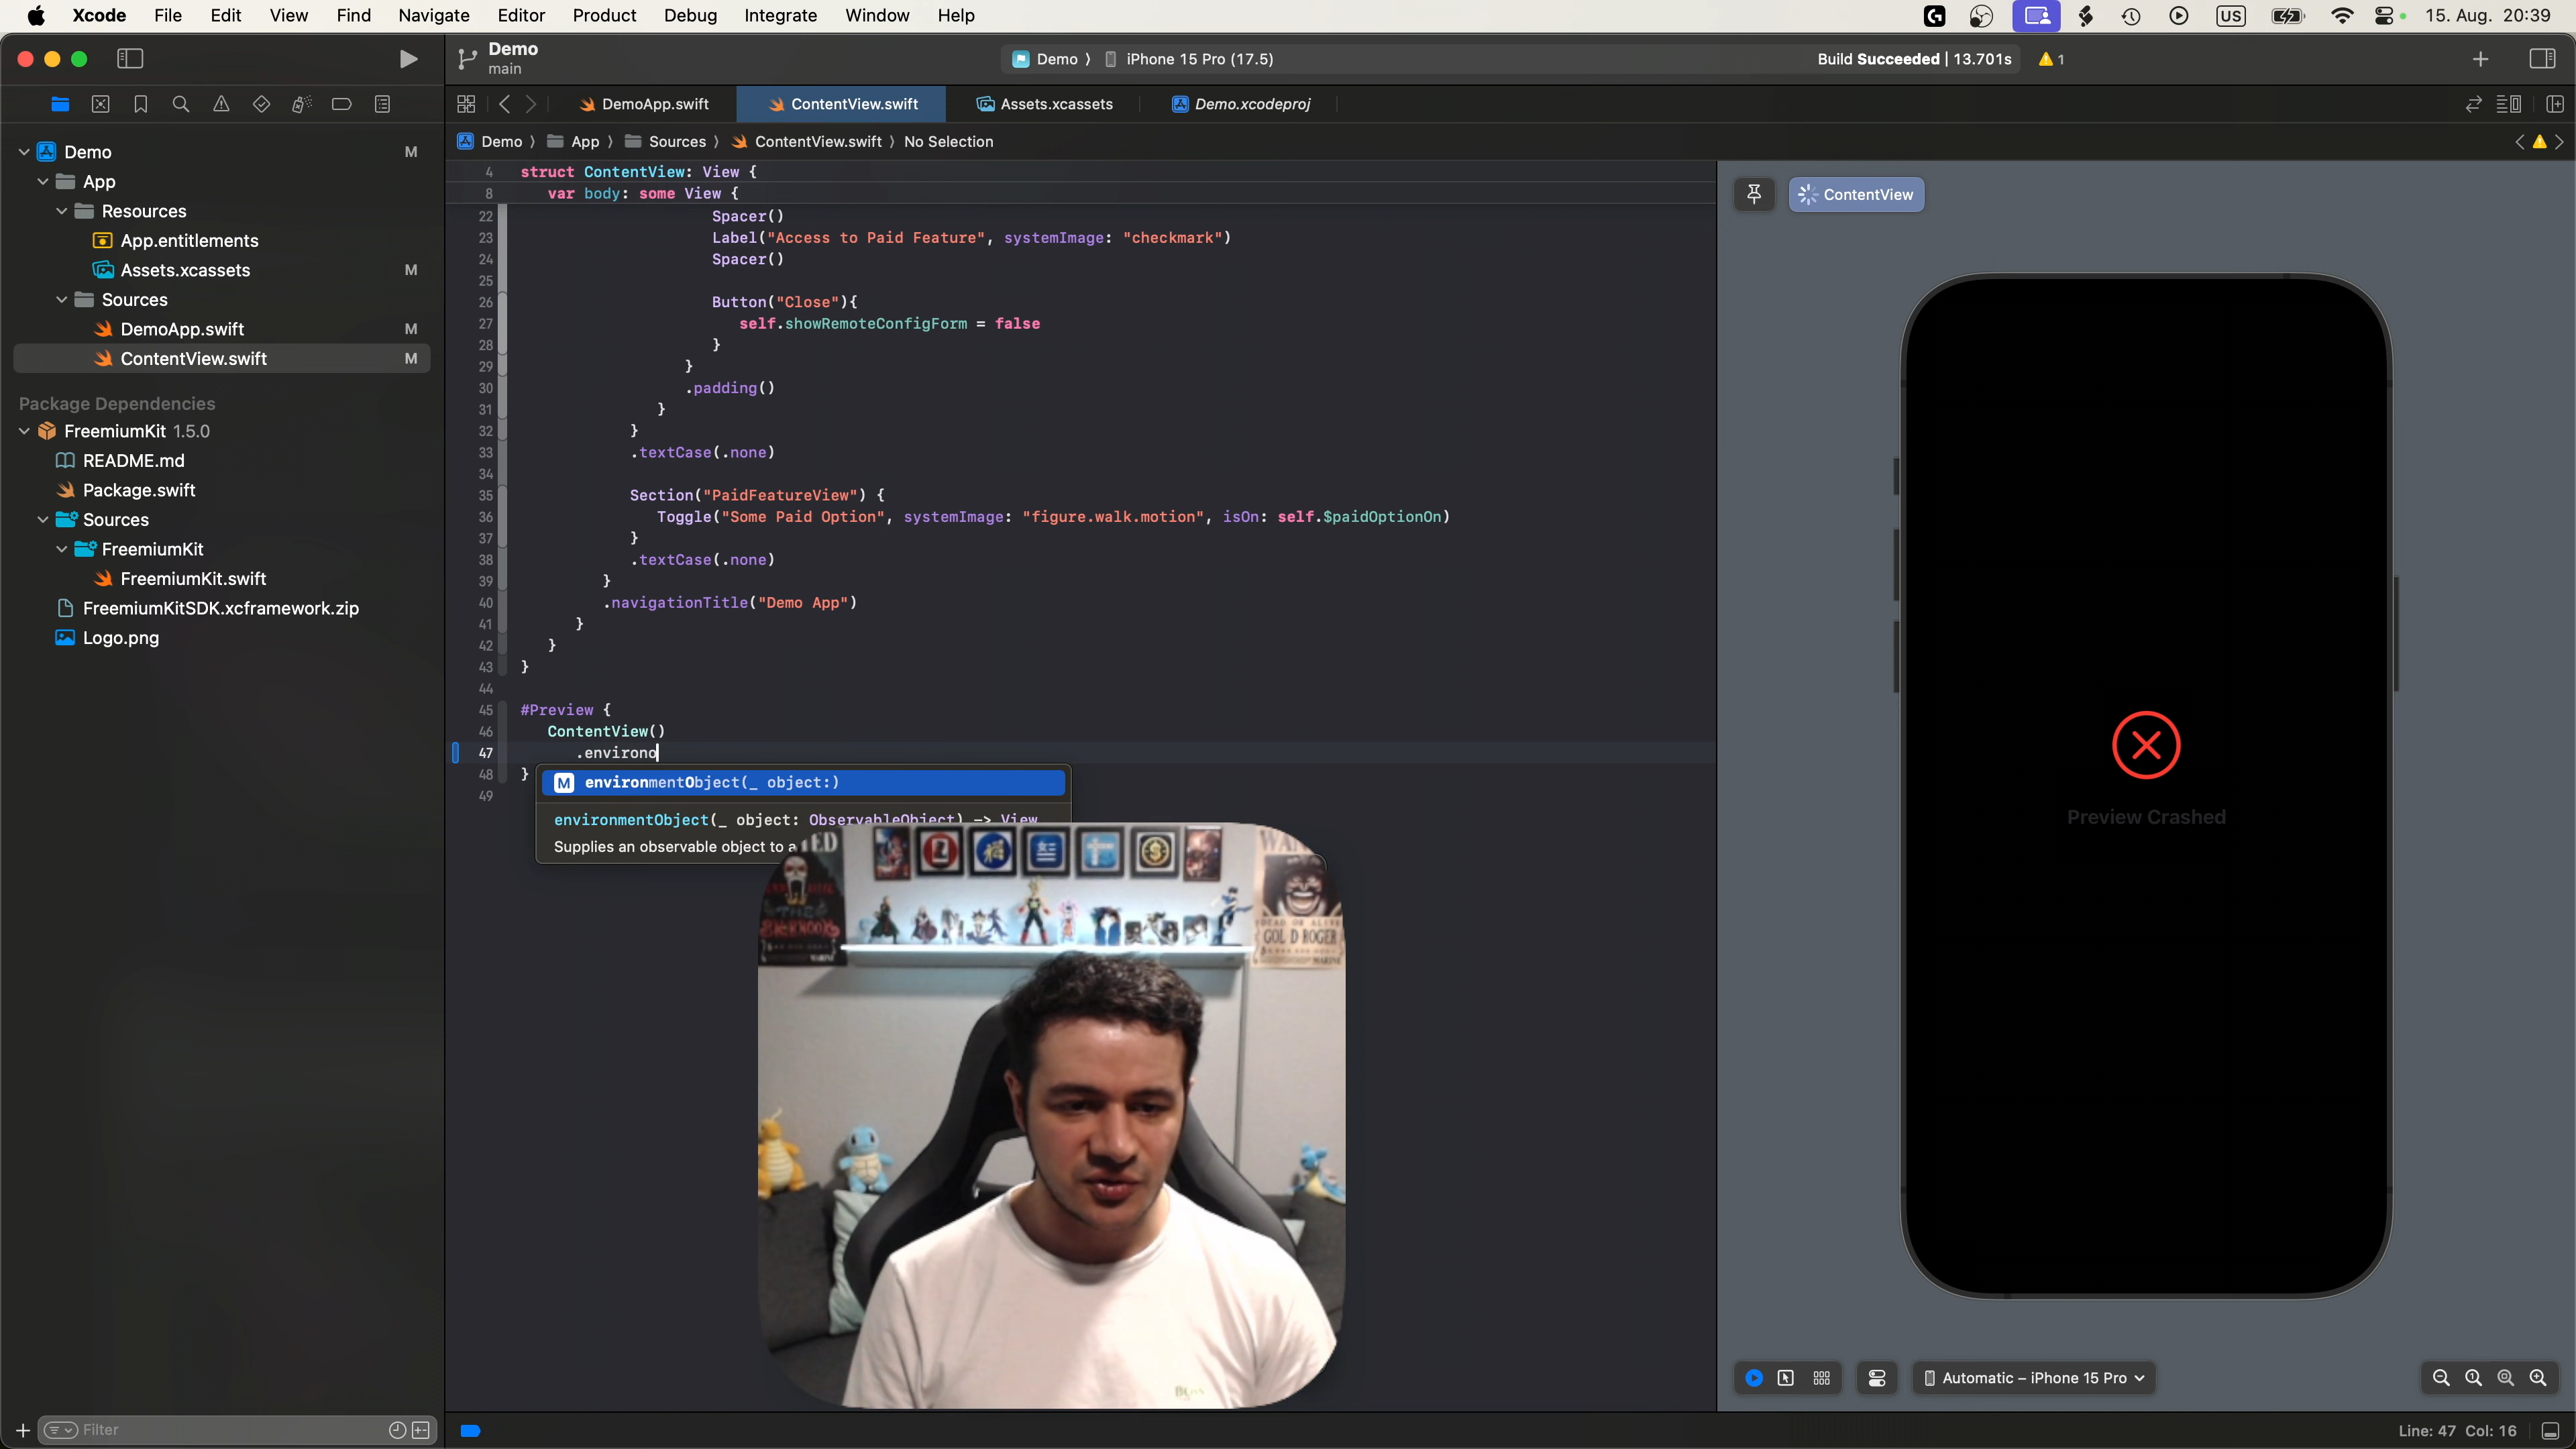 Xcode File Edit View Find Navigate Editor Product Debug Integrate Window Help
US 15. Aug. 20:39
Demo
main
Demo ⟩ iPhone 15 Pro (17.5)
Build Succeeded | 13.701s
1
DemoApp.swift
ContentView.swift
Assets.xcassets
Demo.xcodeproj
Demo ⟩ App ⟩ Sources ⟩ ContentView.swift ⟩ No Selection
Demo M
App
Resources
App.entitlements
Assets.xcassets M
Sources
DemoApp.swift M
ContentView.swift M
Package Dependencies
FreemiumKit 1.5.0
README.md
Package.swift
Sources
FreemiumKit
FreemiumKit.swift
FreemiumKitSDK.xcframework.zip
Logo.png
Filter
4 struct ContentView: View {
8 var body: some View {
22 Spacer()
23 Label("Access to Paid Feature", systemImage: "checkmark")
24 Spacer()
25
26 Button("Close"){
27 self.showRemoteConfigForm = false
28 }
29 }
30 .padding()
31 }
32 }
33 .textCase(.none)
34
35 Section("PaidFeatureView") {
36 Toggle("Some Paid Option", systemImage: "figure.walk.motion", isOn: self.$paidOptionOn)
37 }
38 .textCase(.none)
39 }
40 .navigationTitle("Demo App")
41 }
42 }
43 }
44
45 #Preview {
46 ContentView()
47 .environo
48 }
49
M environmentObject(_ object:)
environmentObject(_ object: ObservableObject) -> View
Supplies an observable object to a
GOL D ROGER
ContentView
Preview Crashed
Automatic – iPhone 15 Pro
Line: 47 Col: 16